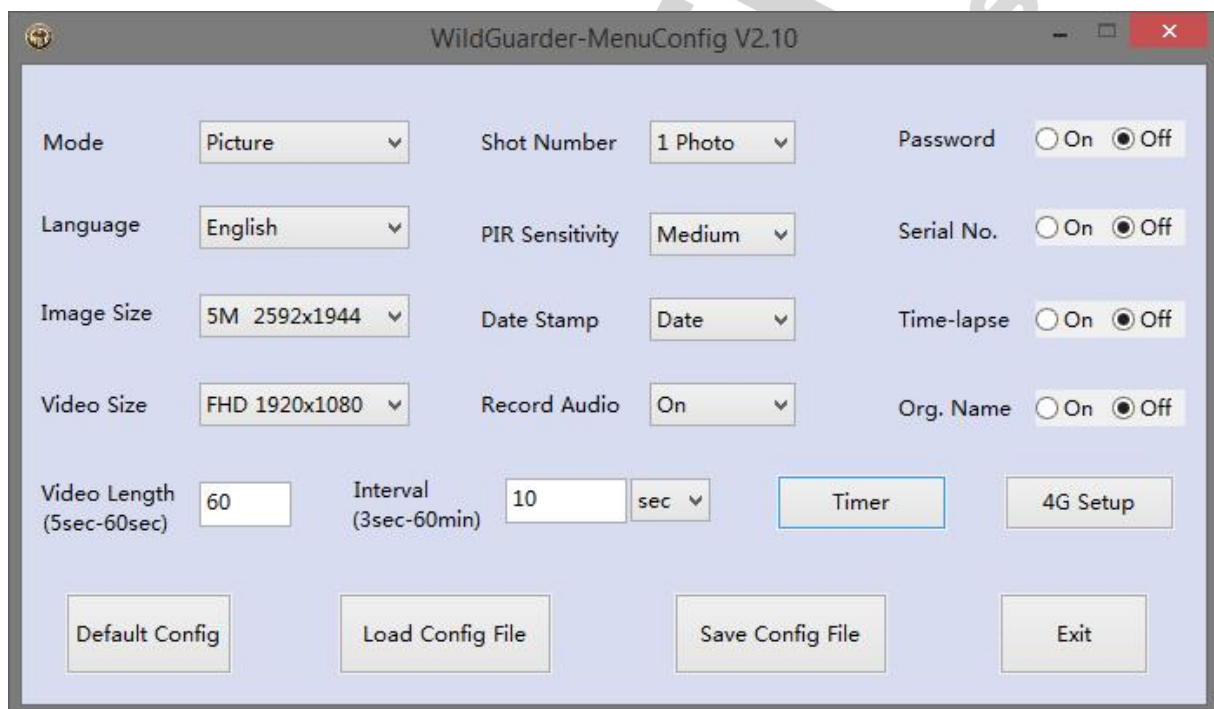 WildGuarder-MenuConfig V2.10
Mode Picture Shot Number 1 Photo Password On Off
Language English PIR Sensitivity Medium Serial No. On Off
Image Size 5M 2592x1944 Date Stamp Date Time-lapse On Off
Video Size FHD 1920x1080 Record Audio On Org. Name On Off
Video Length 60 Interval 10 sec Timer 4G Setup
(5sec-60sec) (3sec-60min)
Default Config Load Config File Save Config File Exit